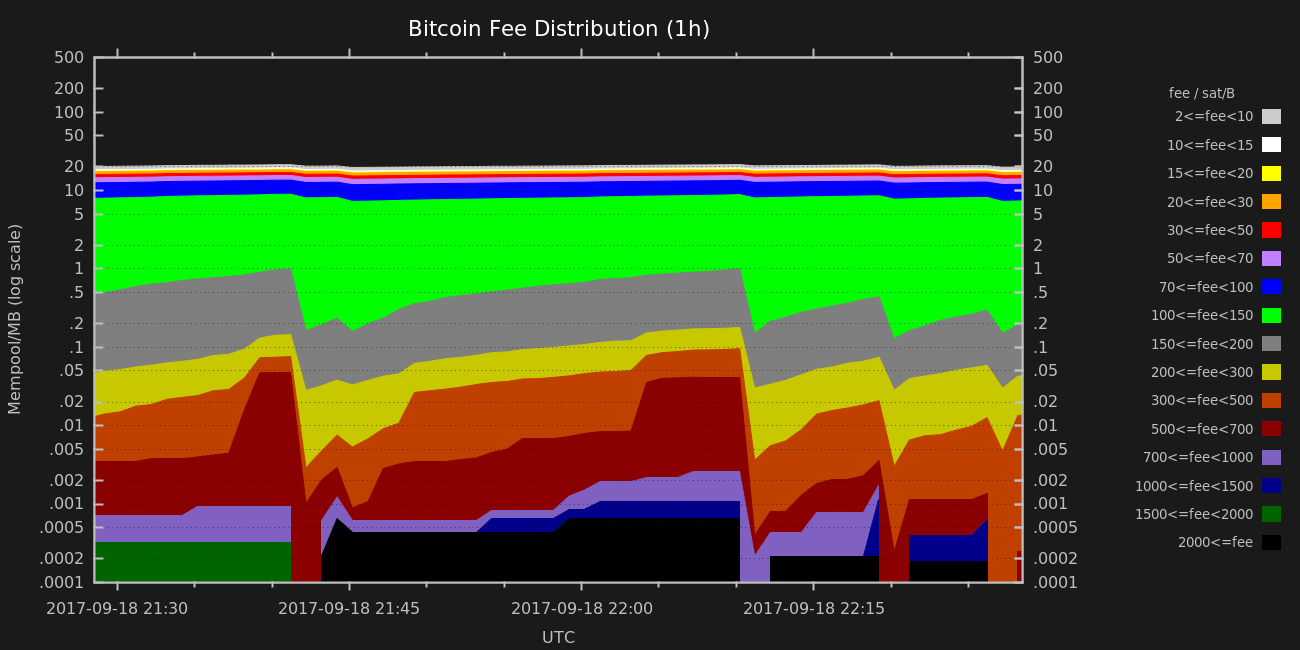 Bitcoin Fee Distribution (1h)
500 500
200 200
100 100
50 50
20 20
10 10
5 5
2 2
1 1
.5 .5
.2 .2
.1 .1
.05 .05
.02 .02
.01 .01
.005 .005
.002 .002
.001 .001
.0005 .0005
.0002 .0002
.0001 .0001
Mempool/MB (log scale)
2017-09-18 21:30 2017-09-18 21:45 2017-09-18 22:00 2017-09-18 22:15
UTC
fee / sat/B
2<=fee<10
10<=fee<15
15<=fee<20
20<=fee<30
30<=fee<50
50<=fee<70
70<=fee<100
100<=fee<150
150<=fee<200
200<=fee<300
300<=fee<500
500<=fee<700
700<=fee<1000
1000<=fee<1500
1500<=fee<2000
2000<=fee